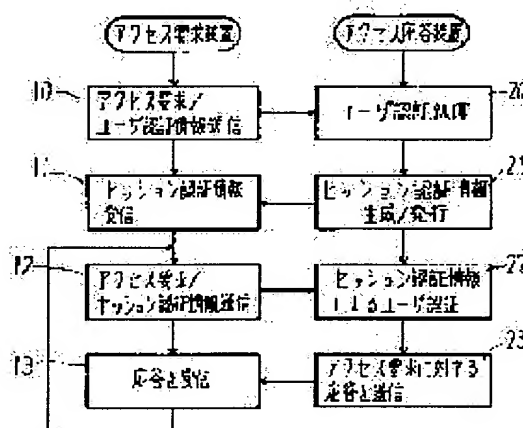 アクセス要求装置
アクセス応答装置
10
アクセス要求/
ユーザ認証情報送信
20
ユーザ認証処理
11
セッション認証情報
受信
21
セッション認証情報
生成/発行
12
アクセス要求/
セッション認証情報送信
22
セッション認証情報
によるユーザ認証
13
応答を受信
23
アクセス要求に対する
応答を送信